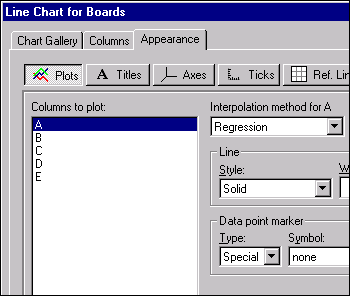 Line Chart for Boards
Chart Gallery Columns Appearance
Plots Titles Axes Ticks Ref. Lin
Columns to plot:
A
B
C
D
E
Interpolation method for A
Regression
Line
Style: W
Solid
Data point marker
Type: Symbol:
Special none